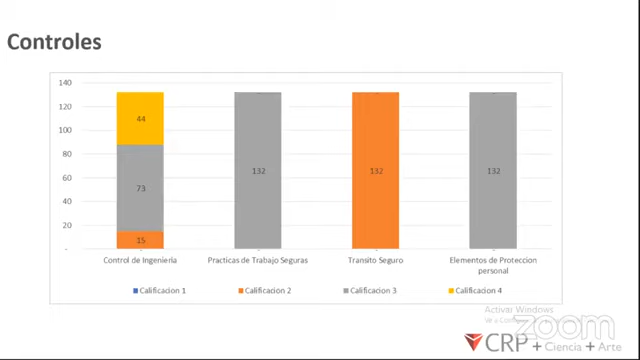 Controles
140
120
100
80
60
40
20
-
44
73
15
132
132
132
Control de Ingenieria
Practicas de Trabajo Seguras
Transito Seguro
Elementos de Proteccion
personal
Calificacion 1
Calificacion 2
Calificacion 3
Calificacion 4
Activar Windows
zoom
CRP+Ciencia+Arte